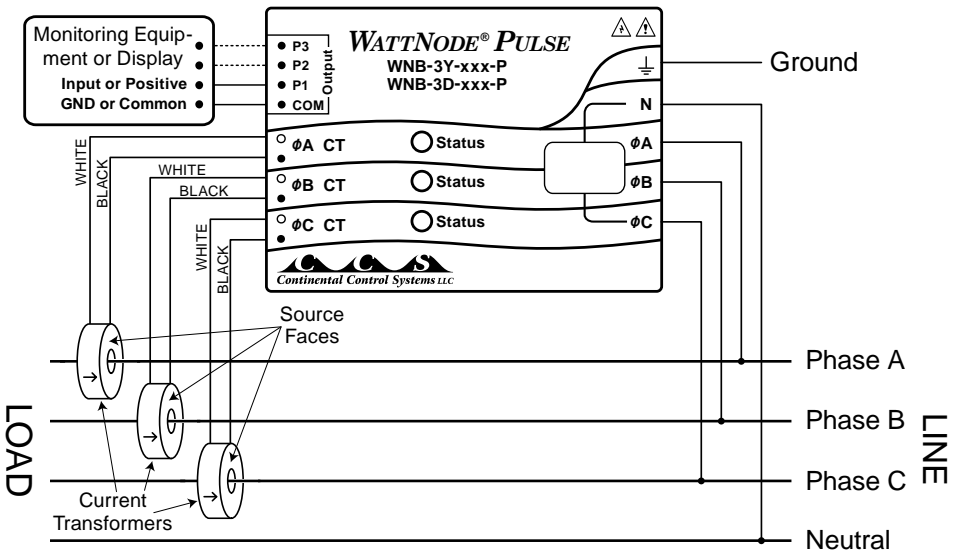 Monitoring Equip-
ment or Display
Input or Positive
GND or Common
P3
P2
P1
COM
Output
WATTNODE® PULSE
WNB-3Y-xxx-P
WNB-3D-xxx-P
Ground
N
ϕA CT
Status
ϕA
ϕB CT
Status
ϕB
ϕC CT
Status
ϕC
WHITE
BLACK
WHITE
BLACK
WHITE
BLACK
CCS
Continental Control Systems LLC
Source
Faces
Phase A
Phase B
Phase C
Neutral
LOAD
LINE
Current
Transformers